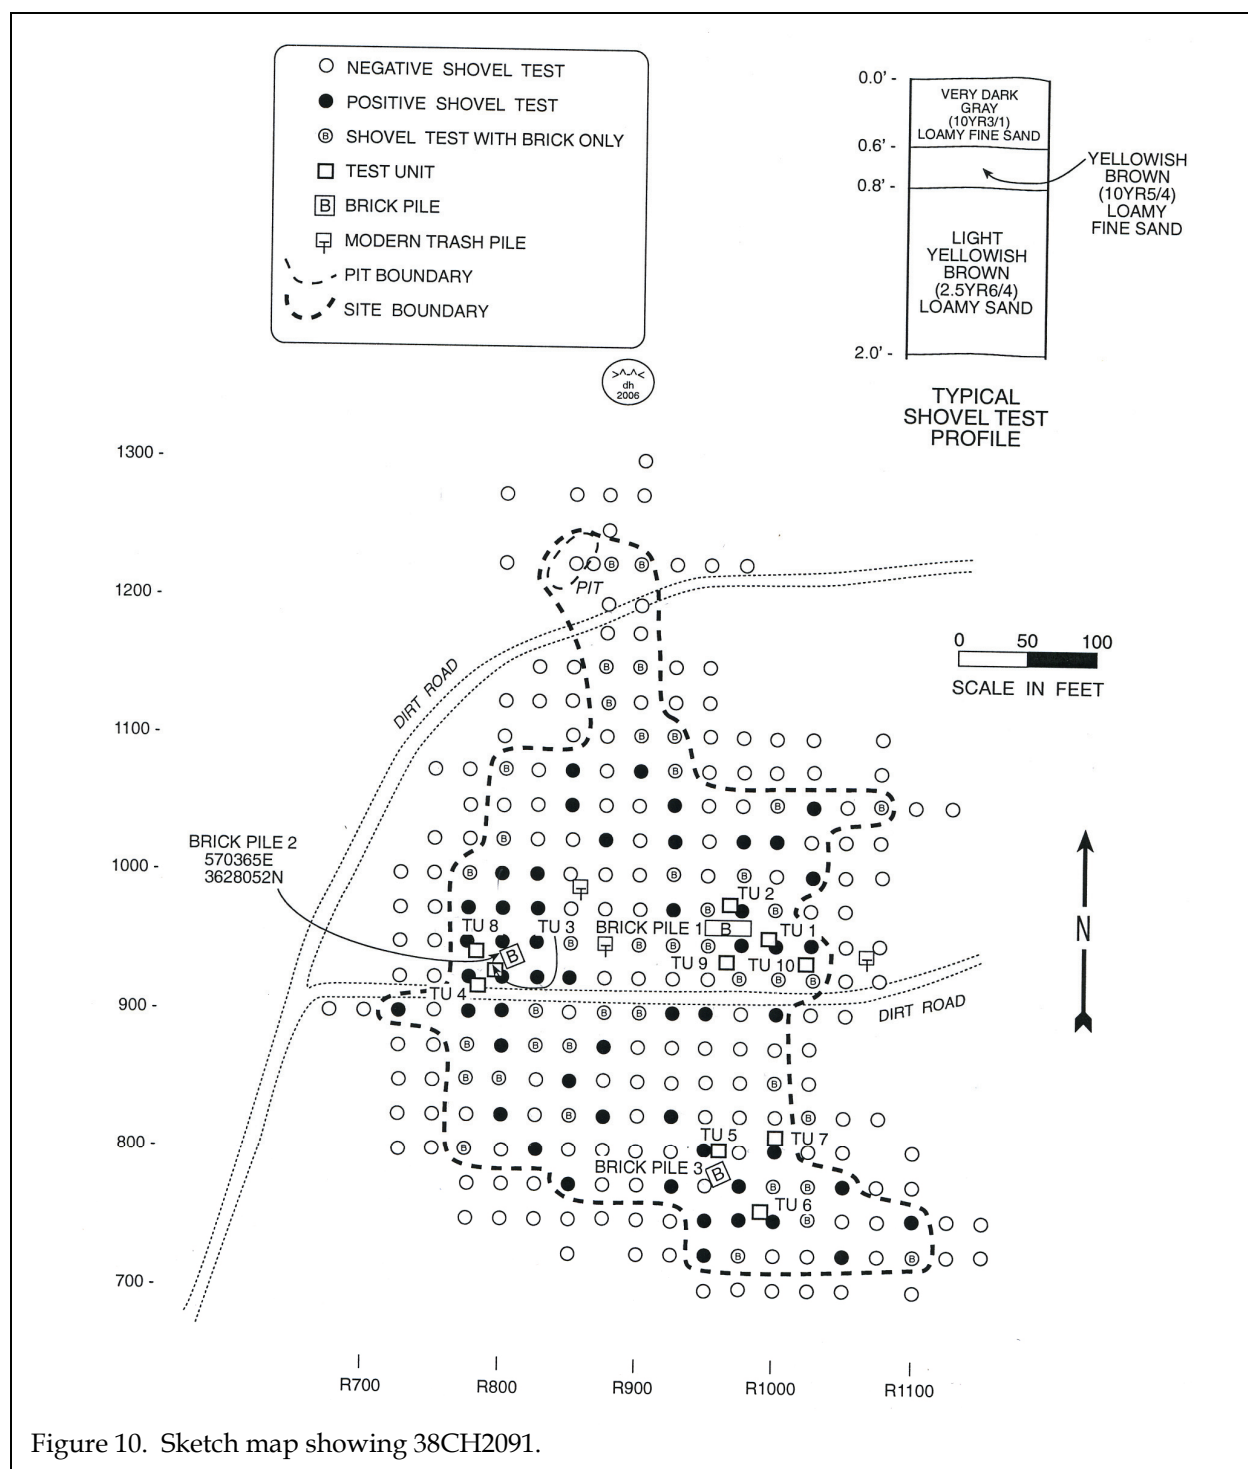 NEGATIVE SHOVEL TEST
POSITIVE SHOVEL TEST
B SHOVEL TEST WITH BRICK ONLY
TEST UNIT
B BRICK PILE
MODERN TRASH PILE
PIT BOUNDARY
SITE BOUNDARY
>^-^<
dh
2006
0.0' -
VERY DARK
GRAY
(10YR3/1)
LOAMY FINE SAND
0.6' -
0.8' -
YELLOWISH
BROWN
(10YR5/4)
LOAMY
FINE SAND
LIGHT
YELLOWISH
BROWN
(2.5YR6/4)
LOAMY SAND
2.0' -
TYPICAL
SHOVEL TEST
PROFILE
1300 -
1200 -
PIT
0 50 100
SCALE IN FEET
DIRT ROAD
1100 -
BRICK PILE 2
570365E
3628052N
1000 -
TU 2
TU 8
TU 3
BRICK PILE 1
B
TU 1
B
TU 9
TU 10
TU 4
N
900 -
DIRT ROAD
800 -
TU 5
TU 7
BRICK PILE 3
B
TU 6
700 -
R700 R800 R900 R1000 R1100
Figure 10. Sketch map showing 38CH2091.